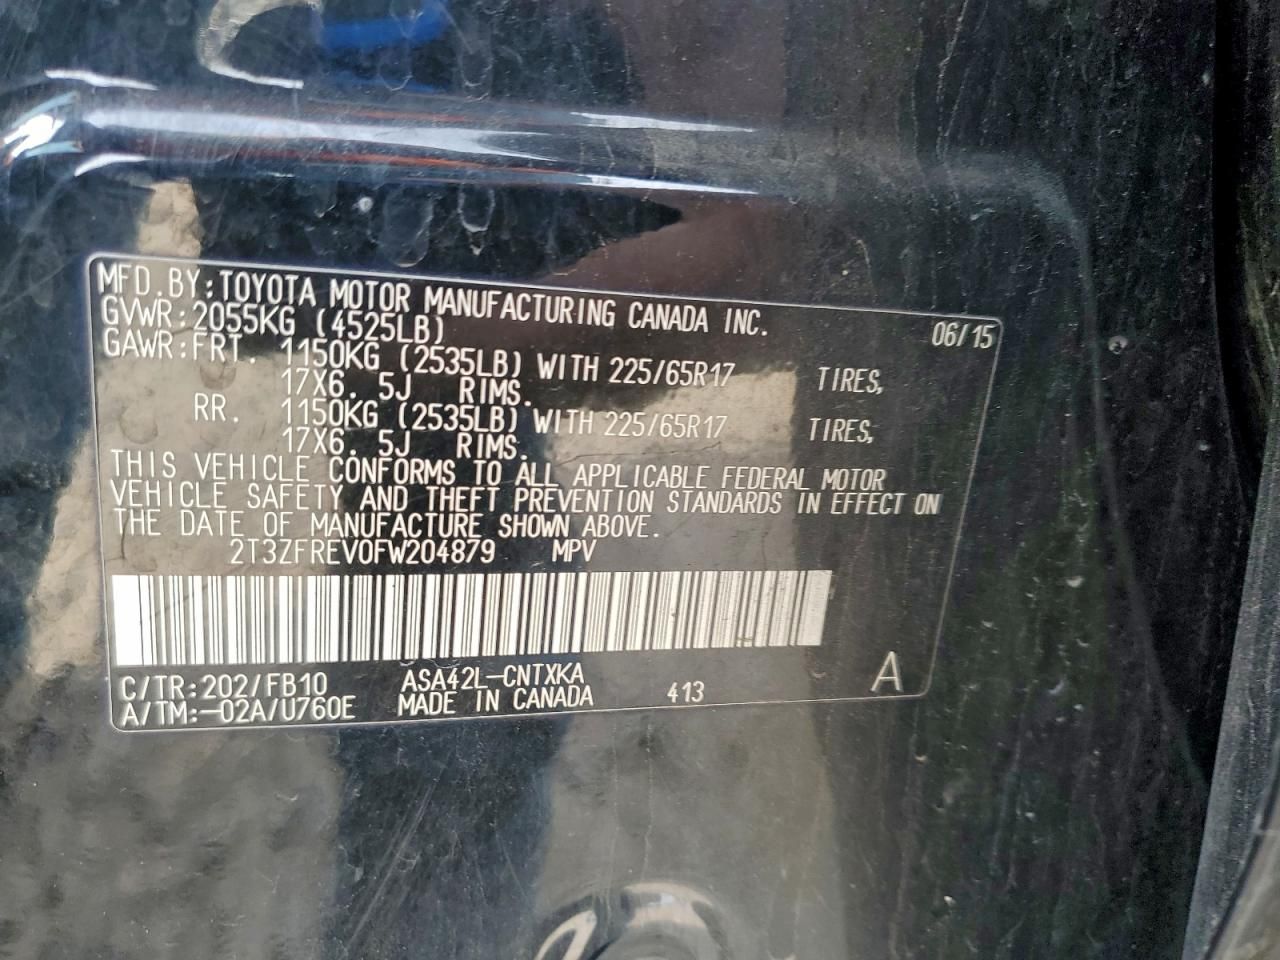 MFD.BY:TOYOTA MOTOR MANUFACTURING CANADA INC. 06/15
GVWR:2055KG (4525LB)
GAWR:FRT. 1150KG (2535LB) WITH 225/65R17 TIRES,
17X6. 5J RIMS.
RR. 1150KG (2535LB) WITH 225/65R17 TIRES,
17X6. 5J RIMS.
THIS VEHICLE CONFORMS TO ALL APPLICABLE FEDERAL MOTOR
VEHICLE SAFETY AND THEFT PREVENTION STANDARDS IN EFFECT ON
THE DATE OF MANUFACTURE SHOWN ABOVE.
2T3ZFREV0FW204879 MPV
C/TR:202/FB10 ASA42L-CNTXKA
A/TM:-02A/U760E MADE IN CANADA 413 A